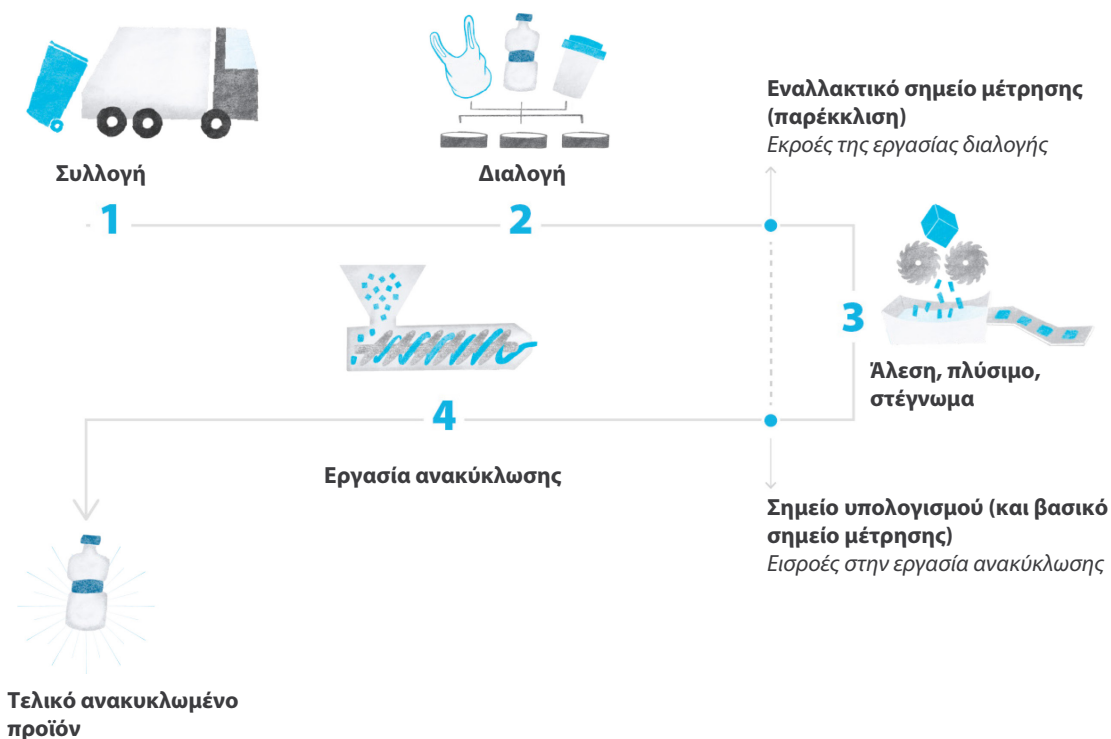 Συλλογή
1
Διαλογή
2
Εναλλακτικό σημείο μέτρησης
(παρέκκλιση)
Εκροές της εργασίας διαλογής
3
Άλεση, πλύσιμο,
στέγνωμα
4
Εργασία ανακύκλωσης
Σημείο υπολογισμού (και βασικό
σημείο μέτρησης)
Εισροές στην εργασία ανακύκλωσης
Τελικό ανακυκλωμένο
προϊόν